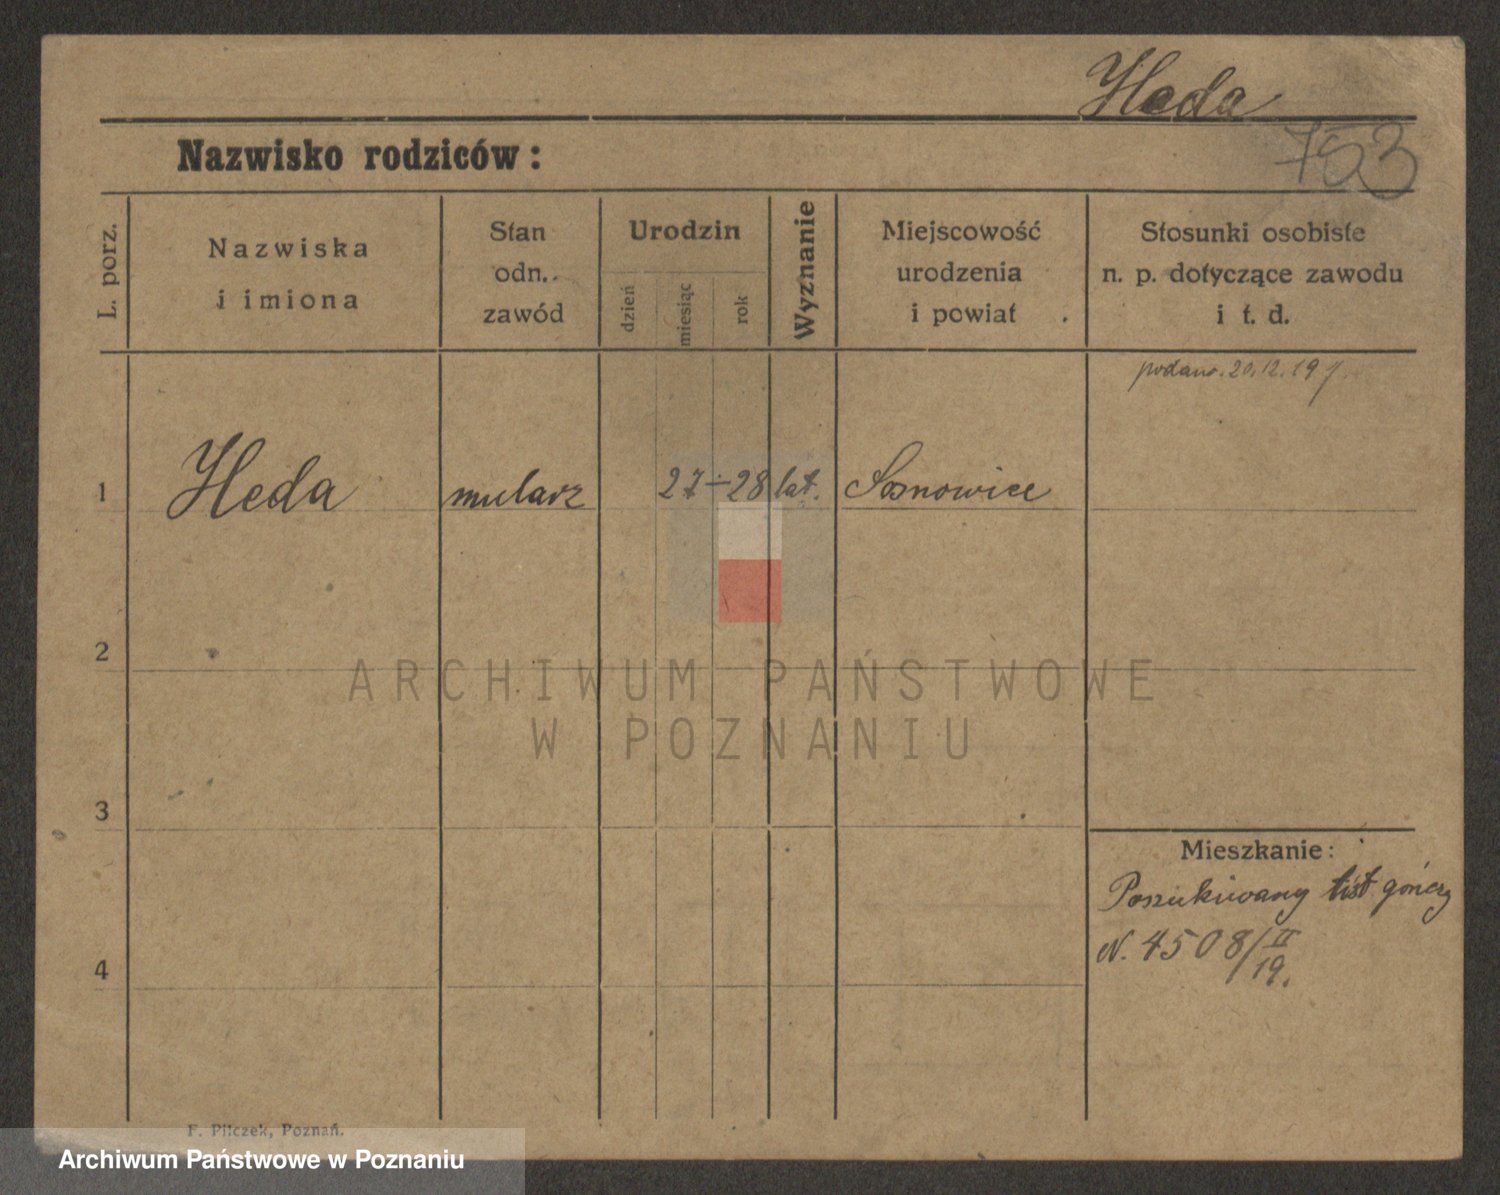 Heda
753
Nazwisko rodziców:
L. porz.
Nazwiska
i imiona
Stan
odn.
zawód
Urodzin
dzień
miesiąc
rok
Wyznanie
Miejscowość
urodzenia
i powiat
Stosunki osobiste
n. p. dotyczące zawodu
i t. d.
podano. 20.12.19
1
Heda
mularz
27-28 lat.
Sosnowice
2
3
4
Mieszkanie:
Poszukiwany list gończy
N. 4508/II
19.
ARCHIWUM PAŃSTWOWE
W POZNANIU
F. Pilczek, Poznań.
Archiwum Państwowe w Poznaniu